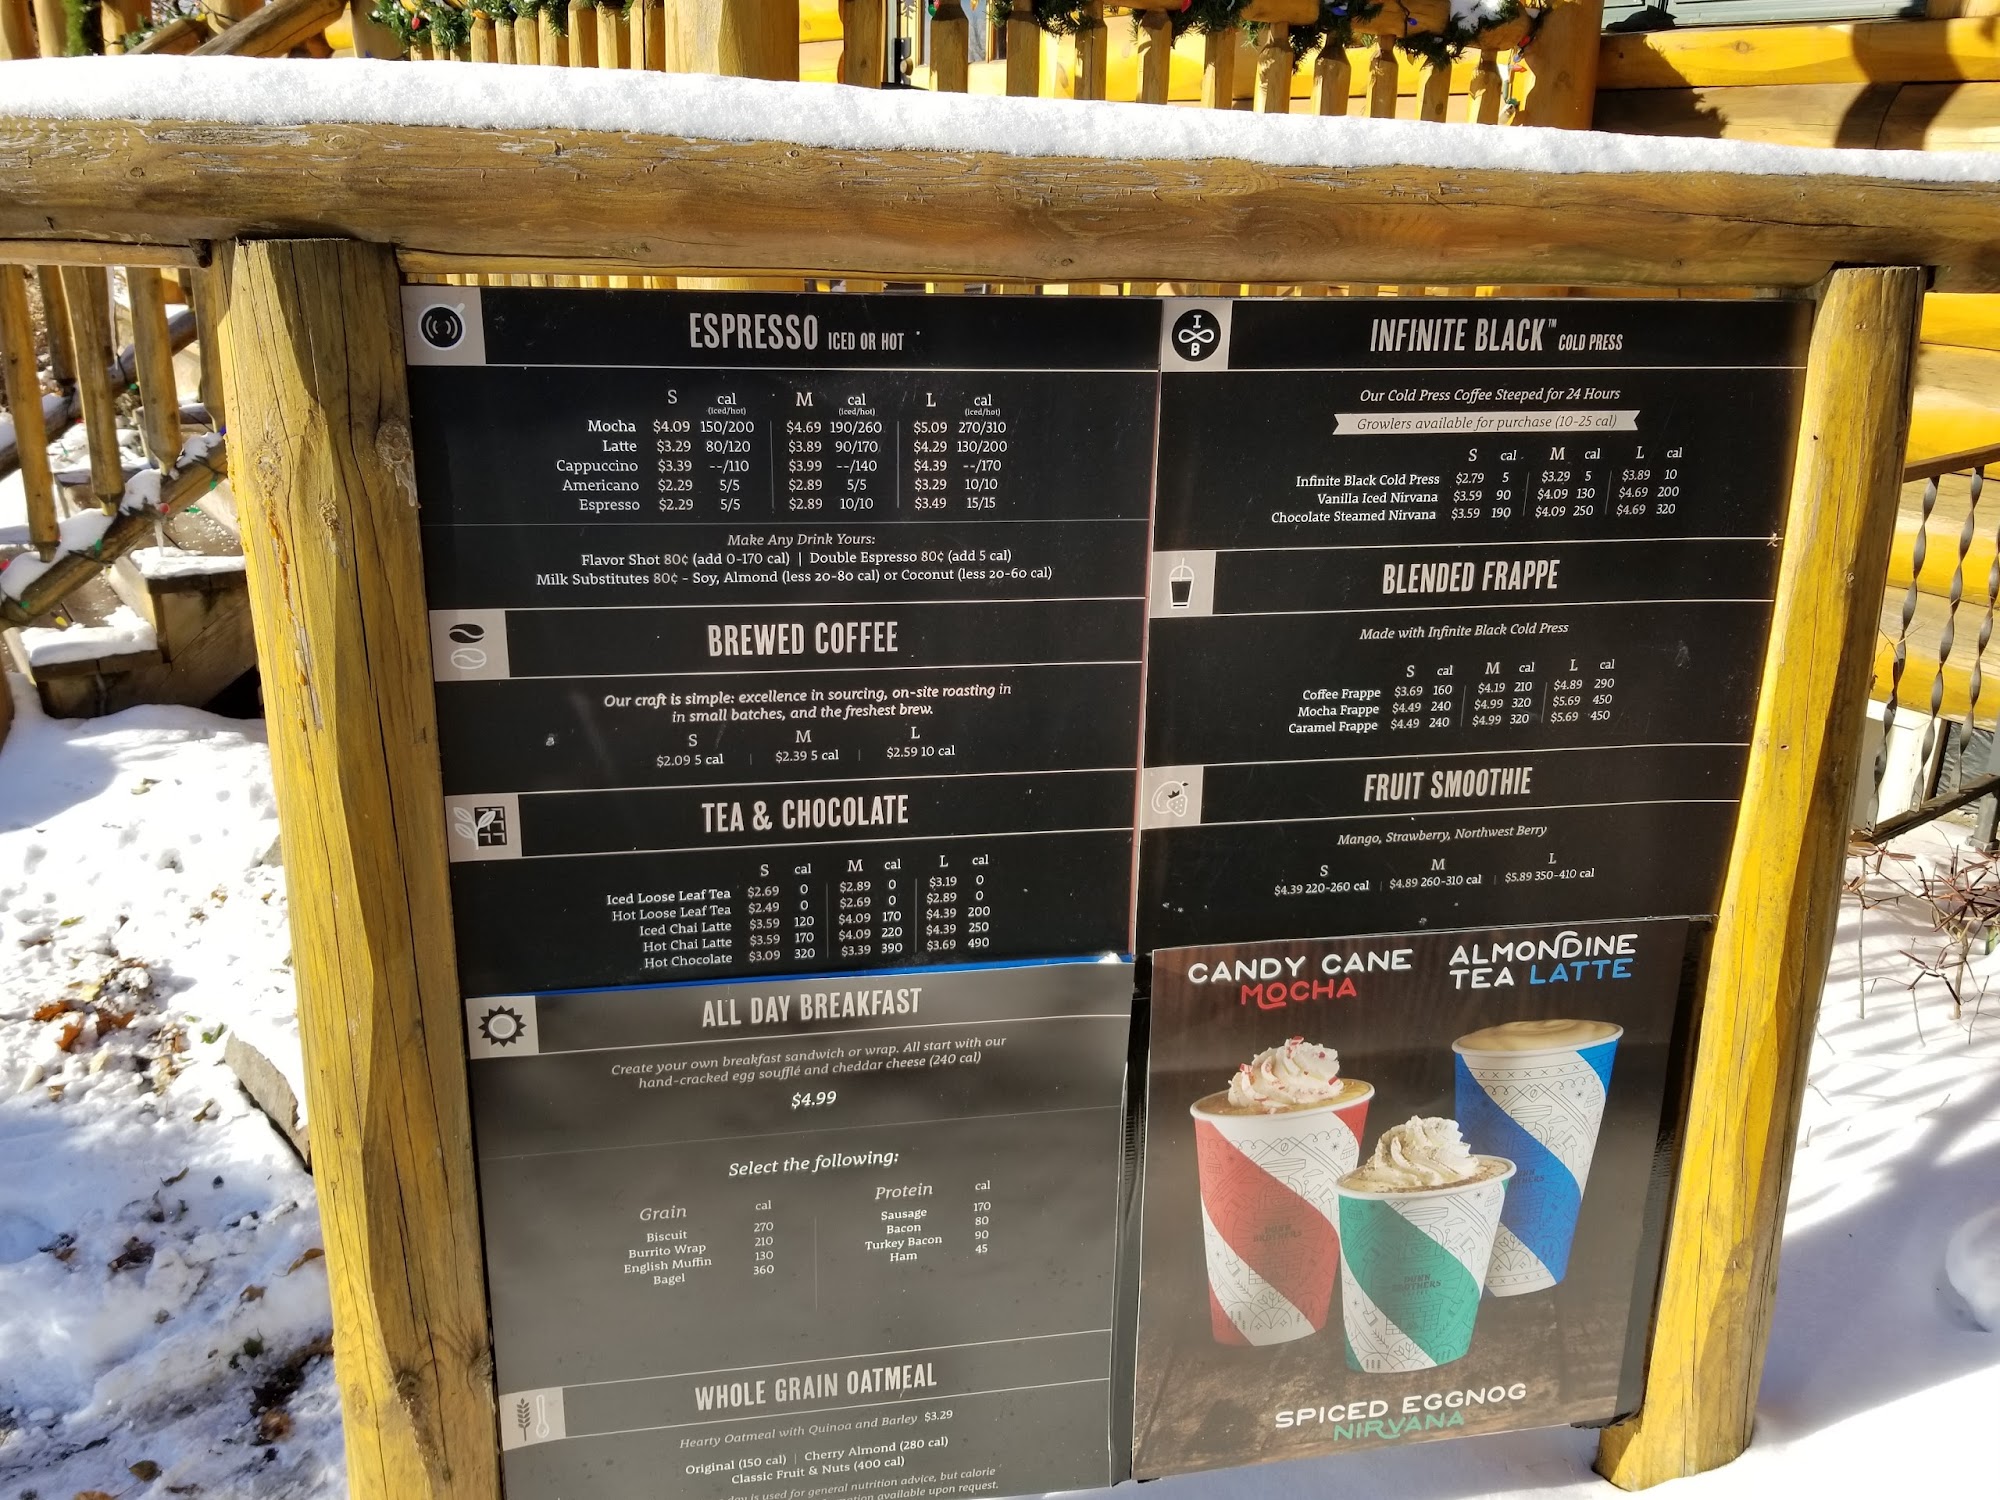 ESPRESSO ICED OR HOT
S cal (iced/hot) M cal (iced/hot) L cal (iced/hot)
Mocha $4.09 150/200 $4.69 190/260 $5.09 270/310
Latte $3.29 80/120 $3.89 90/170 $4.29 130/200
Cappuccino $3.39 --/110 $3.99 --/140 $4.39 --/170
Americano $2.29 5/5 $2.89 5/5 $3.29 10/10
Espresso $2.29 5/5 $2.89 10/10 $3.49 15/15
Make Any Drink Yours:
Flavor Shot 80¢ (add 0-170 cal) | Double Espresso 80¢ (add 5 cal)
Milk Substitutes 80¢ - Soy, Almond (less 20-80 cal) or Coconut (less 20-60 cal)
BREWED COFFEE
Our craft is simple: excellence in sourcing, on-site roasting in
in small batches, and the freshest brew.
S M L
$2.09 5 cal | $2.39 5 cal | $2.59 10 cal
TEA & CHOCOLATE
S cal M cal L cal
Iced Loose Leaf Tea $2.69 0 $2.89 0 $3.19 0
Hot Loose Leaf Tea $2.49 0 $2.69 0 $2.89 0
Iced Chai Latte $3.59 120 $4.09 170 $4.39 200
Hot Chai Latte $3.59 170 $4.09 220 $4.39 250
Hot Chocolate $3.09 320 $3.39 390 $3.69 490
ALL DAY BREAKFAST
Create your own breakfast sandwich or wrap. All start with our
hand-cracked egg soufflé and cheddar cheese (240 cal)
$4.99
Select the following:
Grain cal
Biscuit 270
Burrito Wrap 210
English Muffin 130
Bagel 360
Protein cal
Sausage 170
Bacon 80
Turkey Bacon 90
Ham 45
WHOLE GRAIN OATMEAL
Hearty Oatmeal with Quinoa and Barley $3.29
Original (150 cal) | Cherry Almond (280 cal)
Classic Fruit & Nuts (400 cal)
day is used for general nutrition advice, but calorie
available upon request.
I
B
INFINITE BLACK™ COLD PRESS
Our Cold Press Coffee Steeped for 24 Hours
Growlers available for purchase (10-25 cal)
S cal M cal L cal
Infinite Black Cold Press $2.79 5 $3.29 5 $3.89 10
Vanilla Iced Nirvana $3.59 90 $4.09 130 $4.69 200
Chocolate Steamed Nirvana $3.59 190 $4.09 250 $4.69 320
BLENDED FRAPPE
Made with Infinite Black Cold Press
S cal M cal L cal
Coffee Frappe $3.69 160 $4.19 210 $4.89 290
Mocha Frappe $4.49 240 $4.99 320 $5.69 450
Caramel Frappe $4.49 240 $4.99 320 $5.69 450
FRUIT SMOOTHIE
Mango, Strawberry, Northwest Berry
S M L
$4.39 220-260 cal | $4.89 260-310 cal | $5.89 350-410 cal
CANDY CANE
MOCHA
ALMONDINE
TEA LATTE
DUNN
BROTHERS
DUNN
BROTHERS
SPICED EGGNOG
NIRVANA